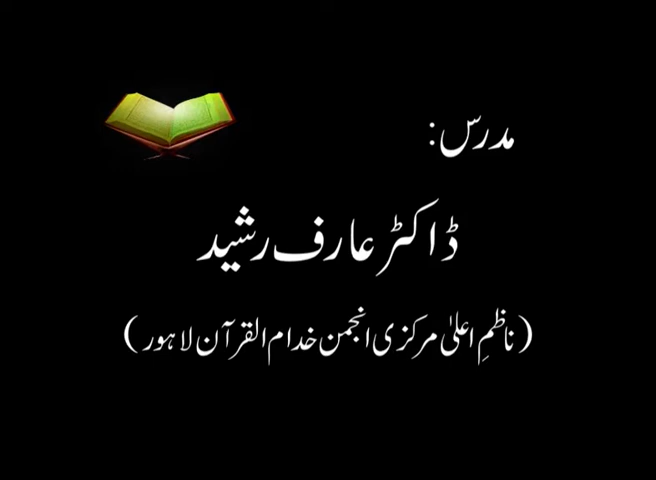 مدرس:
ڈاکٹر عارف رشید
(ناظمِ اعلیٰ مرکزی انجمن خدام القرآن لاہور)